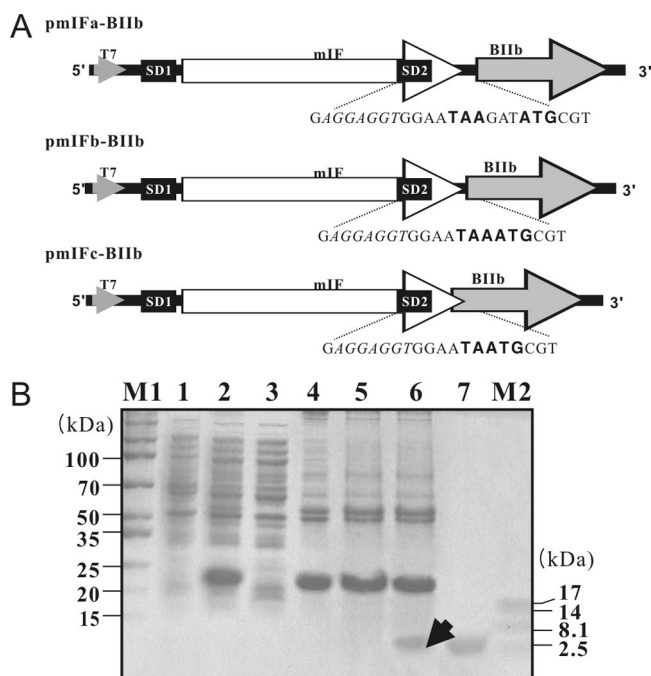 A
pmIFa-BIIb
T7
5' SD1 mIF SD2 BIIb 3'
GAGGAGGTGGAATAAGATATGCGT
pmIFb-BIIb
T7
5' SD1 mIF SD2 BIIb 3'
GAGGAGGTGGAATAAATGCGT
pmIFc-BIIb
T7
5' SD1 mIF SD2 BIIb 3'
GAGGAGGTGGAATAATGCGT
B
M1 1 2 3 4 5 6 7 M2
(kDa)
100
70
50
35
25
20
15
(kDa)
17
14
8.1
2.5